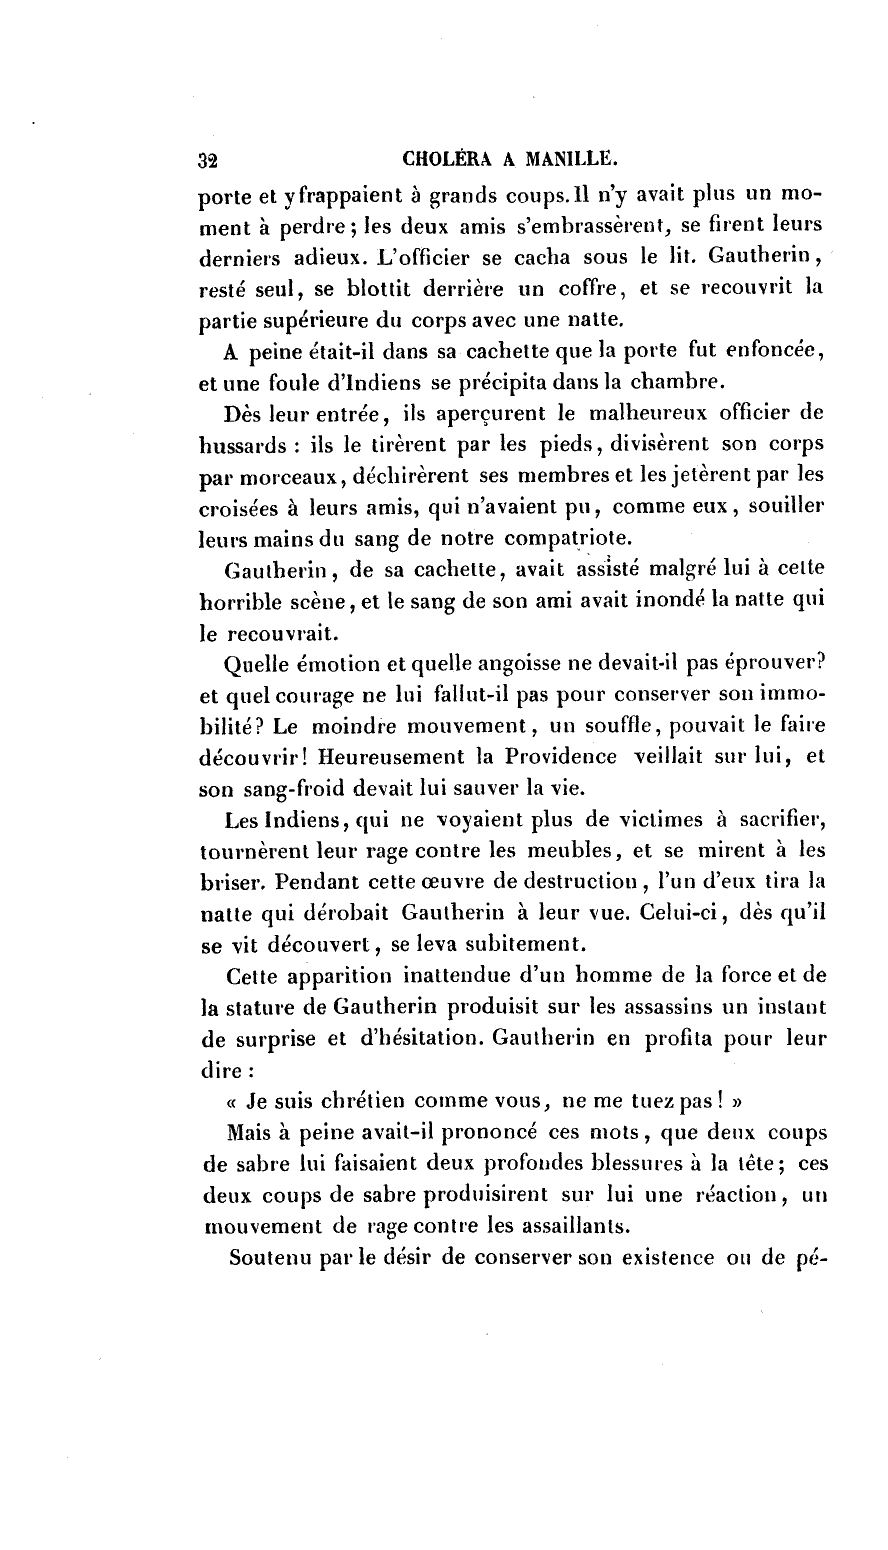 32 CHOLÉRA A MANILLE.
porte et y frappaient à grands coups. Il n'y avait plus un mo-
ment à perdre ; les deux amis s'embrassèrent, se firent leurs
derniers adieux. L'officier se cacha sous le lit. Gautherin ,
resté seul, se blottit derrière un coffre, et se recouvrit la
partie supérieure du corps avec une natte.
A peine était-il dans sa cachette que la porte fut enfoncée,
et une foule d'Indiens se précipita dans la chambre.
Dès leur entrée, ils aperçurent le malheureux officier de
hussards : ils le tirèrent par les pieds, divisèrent son corps
par morceaux, déchirèrent ses membres et les jetèrent par les
croisées à leurs amis, qui n'avaient pu, comme eux, souiller
leurs mains du sang de notre compatriote.
Gautherin, de sa cachette, avait assisté malgré lui à cette
horrible scène, et le sang de son ami avait inondé la natte qui
le recouvrait.
Quelle émotion et quelle angoisse ne devait-il pas éprouver?
et quel courage ne lui fallut-il pas pour conserver son immo-
bilité? Le moindre mouvement, un souffle, pouvait le faire
découvrir! Heureusement la Providence veillait sur lui, et
son sang-froid devait lui sauver la vie.
Les Indiens, qui ne voyaient plus de victimes à sacrifier,
tournèrent leur rage contre les meubles, et se mirent à les
briser. Pendant cette œuvre de destruction, l'un d'eux tira la
natte qui dérobait Gautherin à leur vue. Celui-ci, dès qu'il
se vit découvert, se leva subitement.
Cette apparition inattendue d'un homme de la force et de
la stature de Gautherin produisit sur les assassins un instant
de surprise et d'hésitation. Gautherin en profita pour leur
dire :
« Je suis chrétien comme vous, ne me tuez pas ! »
Mais à peine avait-il prononcé ces mots, que deux coups
de sabre lui faisaient deux profondes blessures à la tête; ces
deux coups de sabre produisirent sur lui une réaction, un
mouvement de rage contre les assaillants.
Soutenu par le désir de conserver son existence ou de pé-